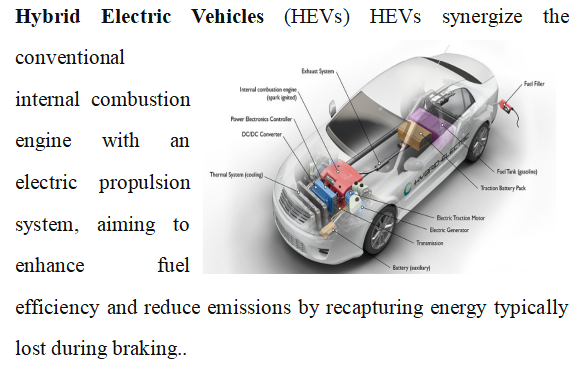 Hybrid Electric Vehicles (HEVs) HEVs synergize the
conventional
internal combustion
engine with an
electric propulsion
system, aiming to
enhance fuel
efficiency and reduce emissions by recapturing energy typically
lost during braking..
Exhaust System
Fuel Filler
Internal combustion engine
(spark ignited)
Power Electronics Controller
DC/DC Converter
Thermal System (cooling)
Fuel Tank (gasoline)
Traction Battery Pack
Electric Traction Motor
Electric Generator
Transmission
Battery (auxiliary)
HYBRID ELECTRIC